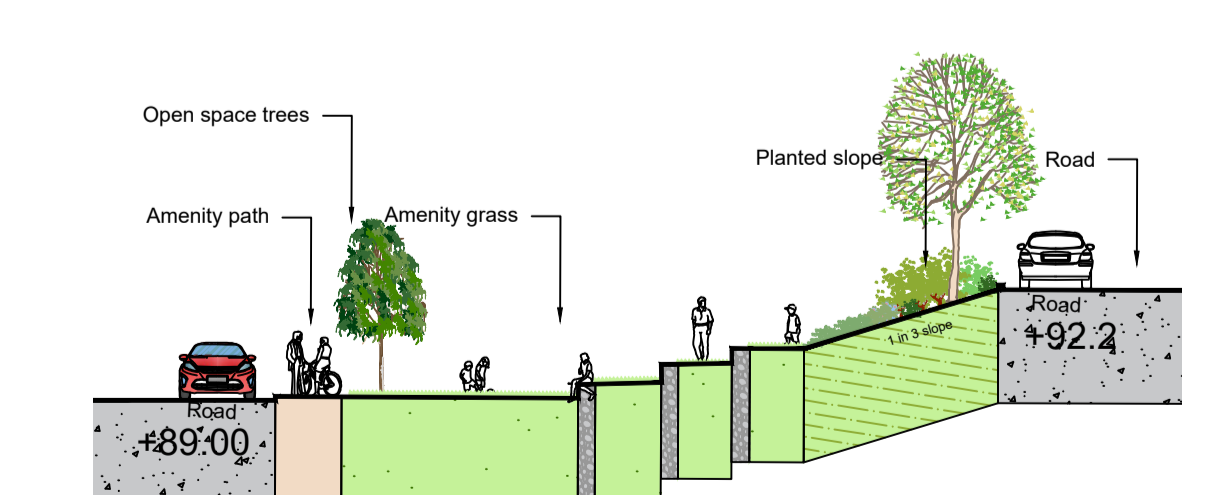 Open space trees
Planted slope
Road
Amenity path
Amenity grass
Road
+92.2
1 in 3 slope
Road
+89.00